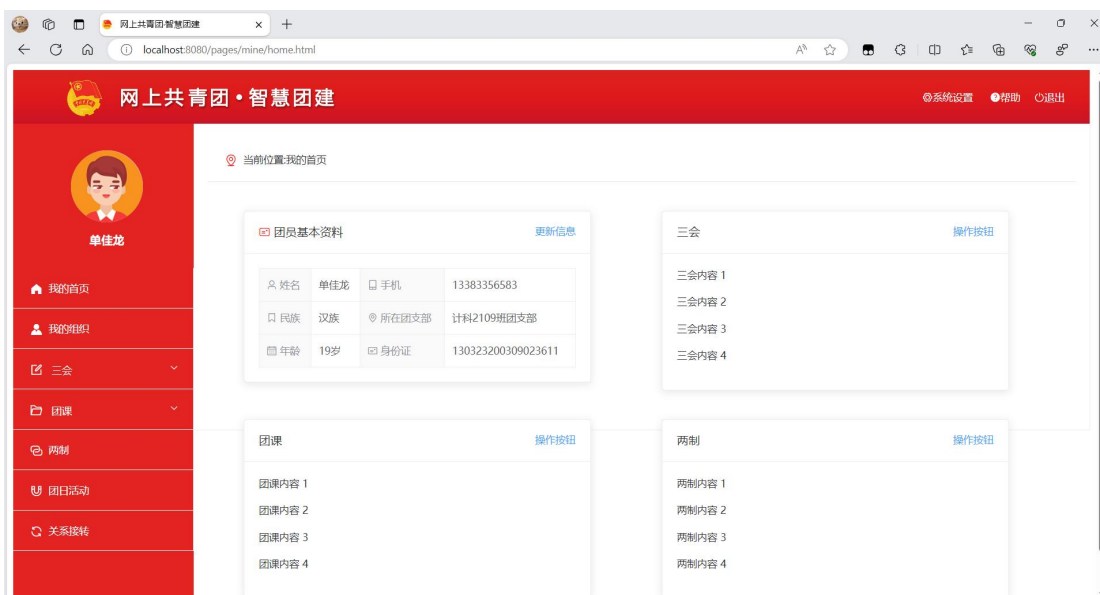 网上共青团·智慧团建
localhost:8080/pages/mine/home.html
网上共青团·智慧团建
系统设置 帮助 退出
单佳龙
我的首页
我的组织
三会
团课
两制
团日活动
关系接转
当前位置:我的首页
团员基本资料 更新信息
姓名 单佳龙 手机 13383356583
民族 汉族 所在团支部 计科2109班团支部
年龄 19岁 身份证 130323200309023611
三会 操作按钮
三会内容 1
三会内容 2
三会内容 3
三会内容 4
团课 操作按钮
团课内容 1
团课内容 2
团课内容 3
团课内容 4
两制 操作按钮
两制内容 1
两制内容 2
两制内容 3
两制内容 4